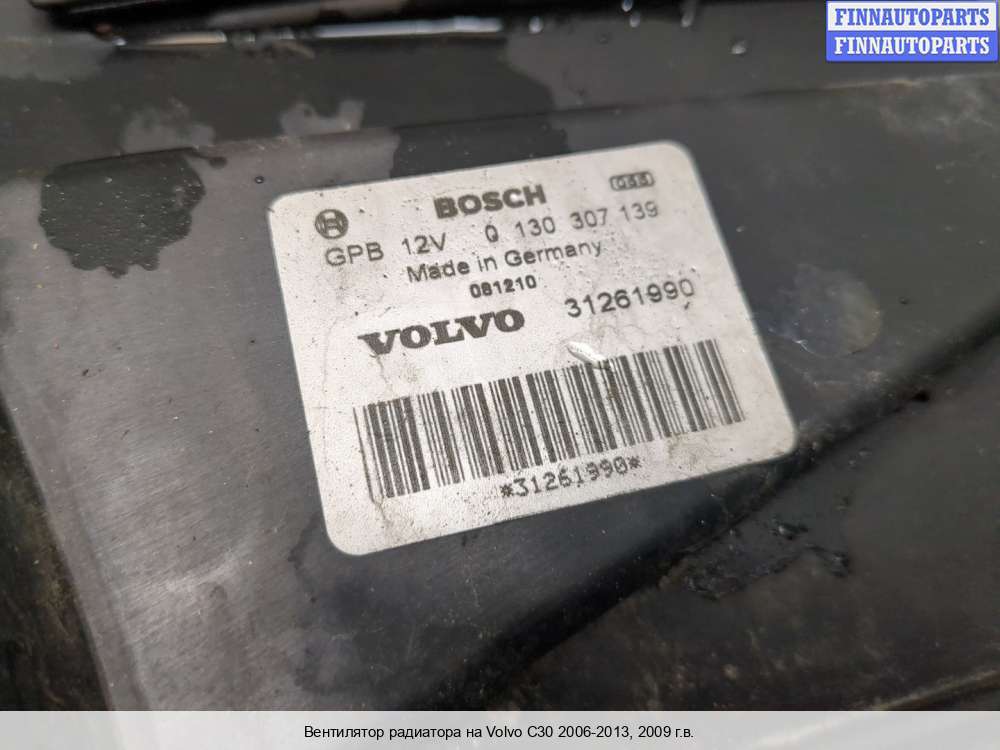 FINNAUTOPARTS
FINNAUTOPARTS
BOSCH
033
GPB 12V 0 130 307 139
Made in Germany
081210
VOLVO 31261990
*31261990*
Вентилятор радиатора на Volvo C30 2006-2013, 2009 г.в.